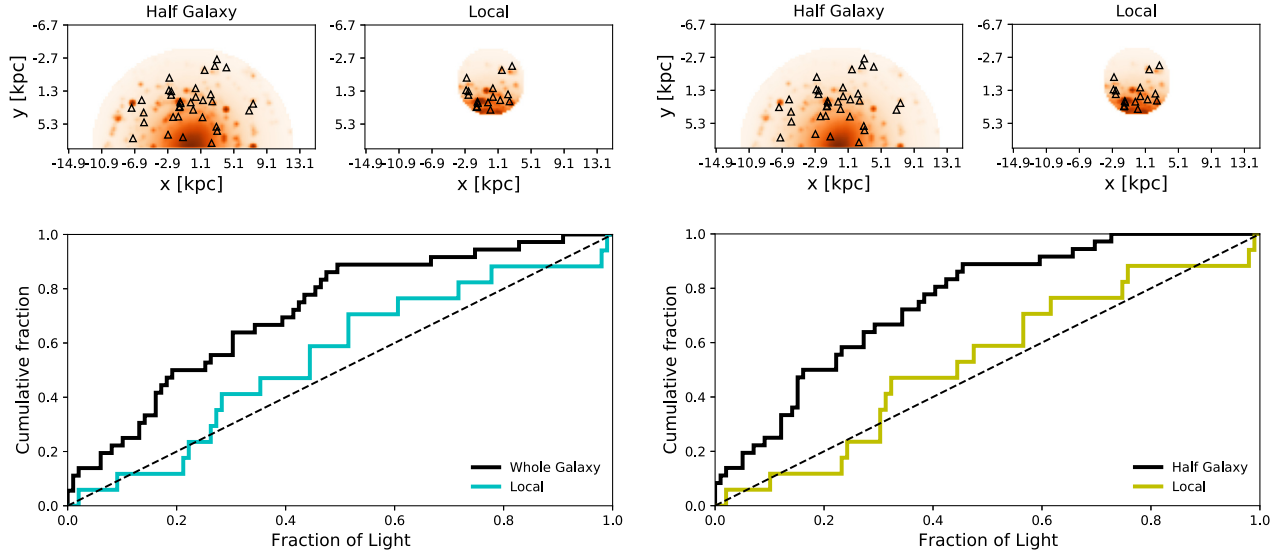 Half Galaxy
Local
-6.7
-2.7
1.3
5.3
y [kpc]
-14.9 -10.9 -6.9 -2.9 1.1 5.1 9.1 13.1
x [kpc]
-6.7
-2.7
1.3
5.3
-14.9 -10.9 -6.9 -2.9 1.1 5.1 9.1 13.1
x [kpc]
Half Galaxy
Local
-6.7
-2.7
1.3
5.3
y [kpc]
-14.9 -10.9 -6.9 -2.9 1.1 5.1 9.1 13.1
x [kpc]
-6.7
-2.7
1.3
5.3
-14.9 -10.9 -6.9 -2.9 1.1 5.1 9.1 13.1
x [kpc]
1.0
0.8
0.6
0.4
0.2
0.0
Cumulative fraction
Whole Galaxy
Local
0.0 0.2 0.4 0.6 0.8 1.0
Fraction of Light
1.0
0.8
0.6
0.4
0.2
0.0
Cumulative fraction
Half Galaxy
Local
0.0 0.2 0.4 0.6 0.8 1.0
Fraction of Light